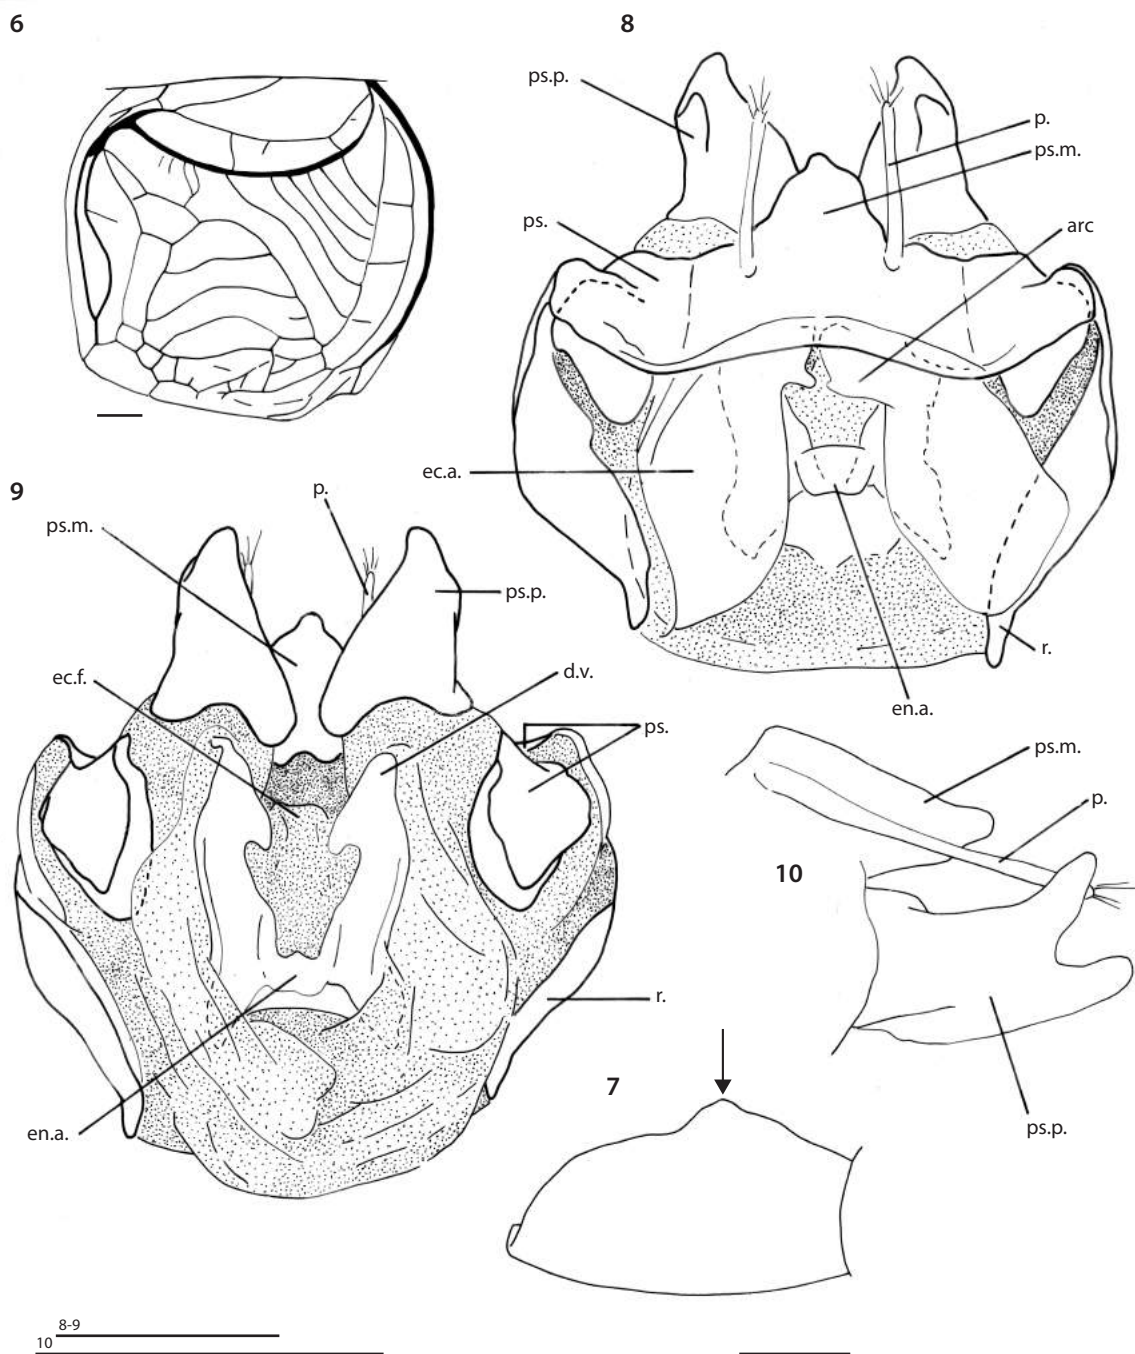 6
8
ps.p.
p.
ps.m.
ps.
arc
ec.a.
r.
en.a.
9
p.
ps.m.
ps.p.
ec.f.
d.v.
ps.
r.
en.a.
10
ps.m.
p.
ps.p.
7
8-9
10